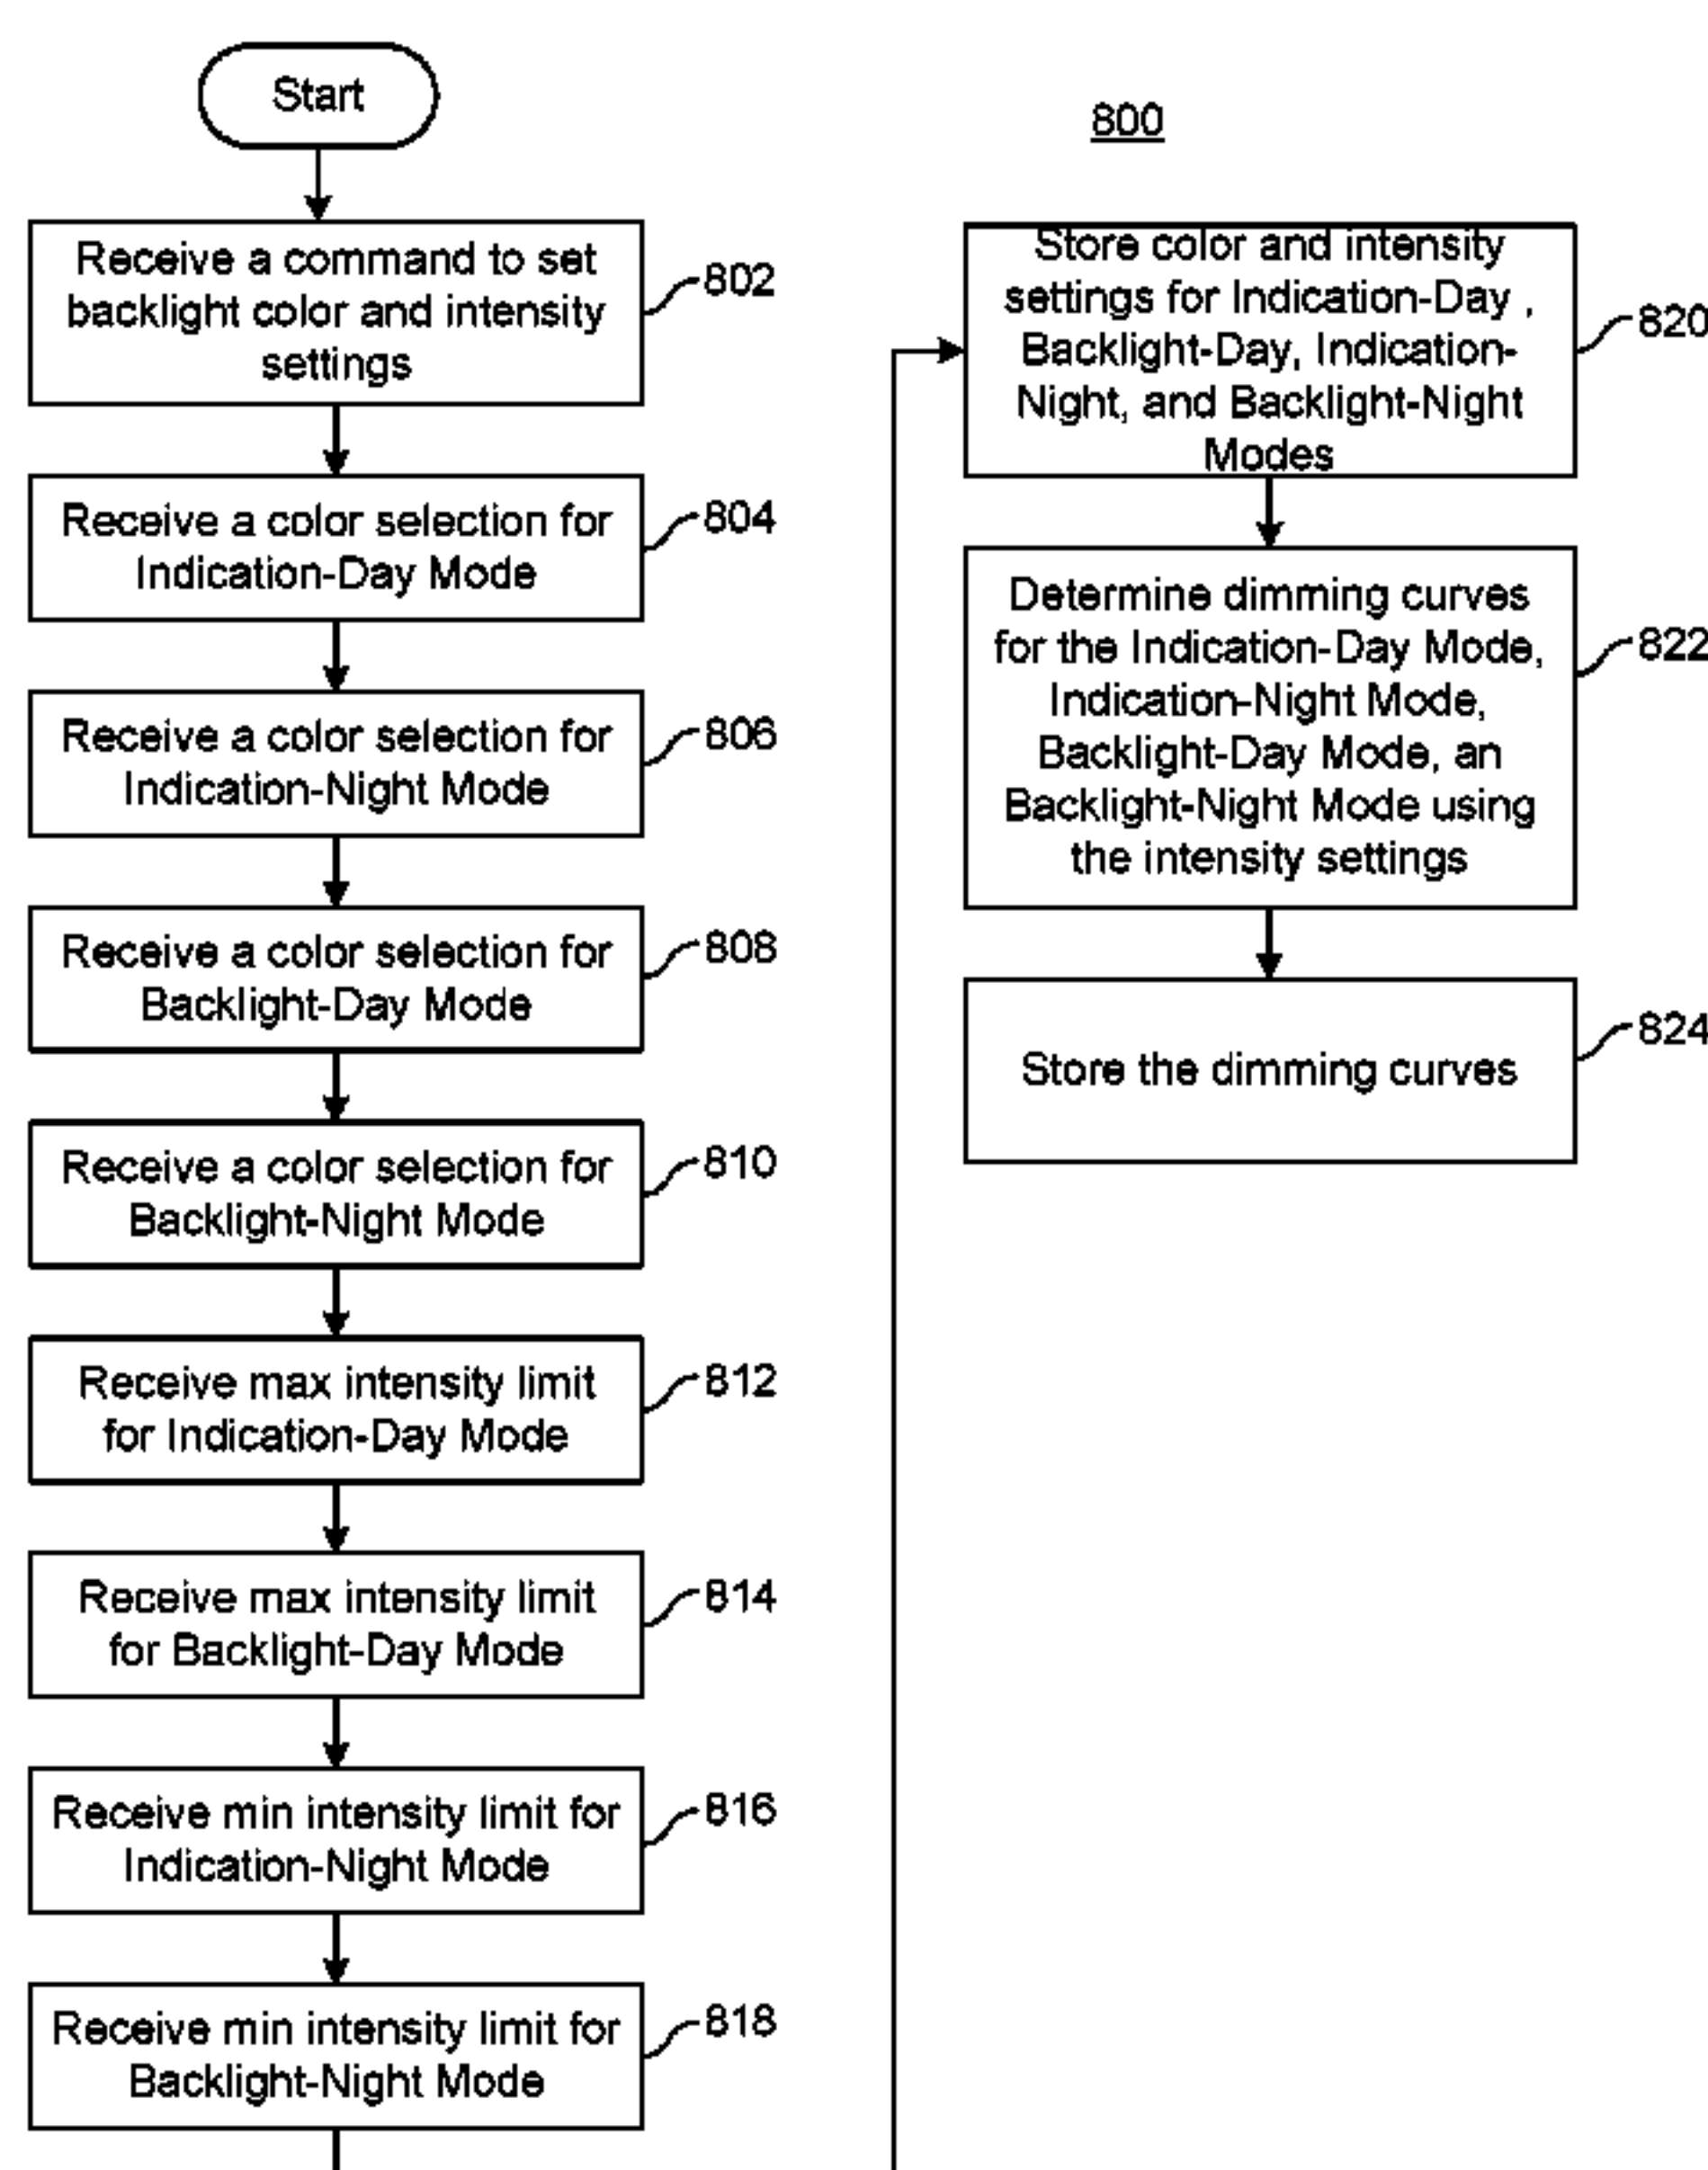 Start
800
Receive a command to set
backlight color and intensity
settings
802
Receive a color selection for
Indication-Day Mode
804
Receive a color selection for
Indication-Night Mode
806
Receive a color selection for
Backlight-Day Mode
808
Receive a color selection for
Backlight-Night Mode
810
Receive max intensity limit
for Indication-Day Mode
812
Receive max intensity limit
for Backlight-Day Mode
814
Receive min intensity limit for
Indication-Night Mode
816
Receive min intensity limit for
Backlight-Night Mode
818
Store color and intensity
settings for Indication-Day ,
Backlight-Day, Indication-
Night, and Backlight-Night
Modes
820
Determine dimming curves
for the Indication-Day Mode,
Indication-Night Mode,
Backlight-Day Mode, an
Backlight-Night Mode using
the intensity settings
822
Store the dimming curves
824